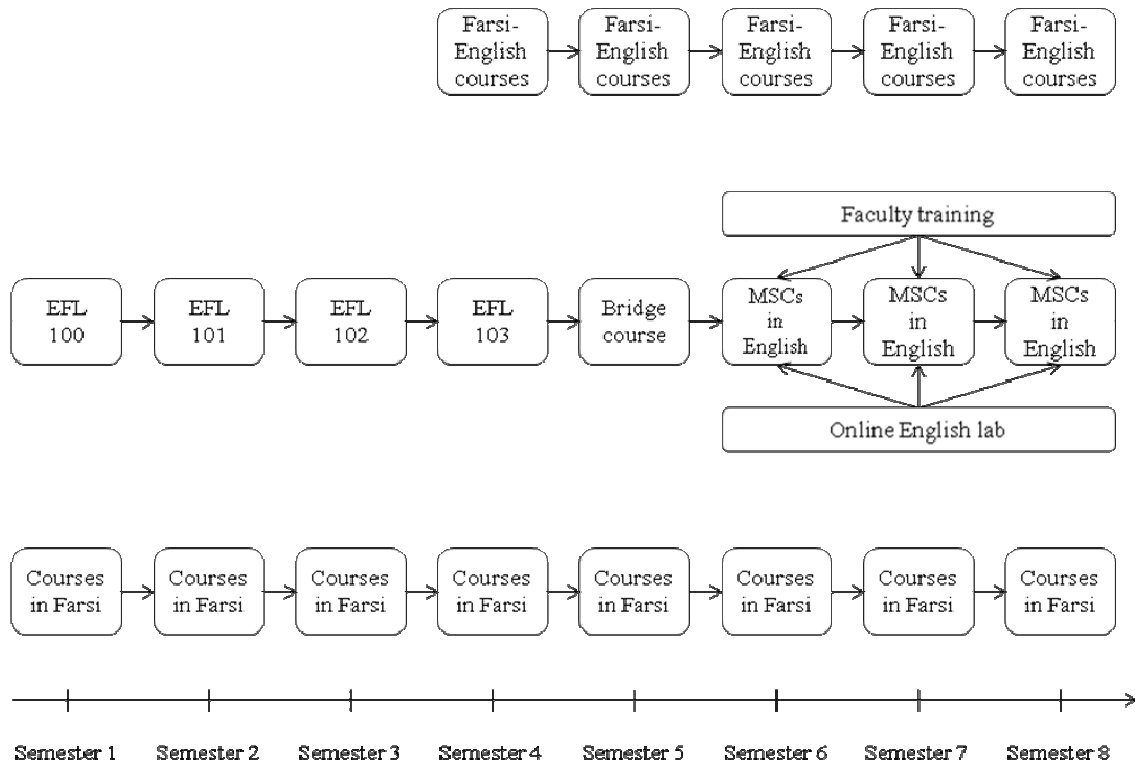 Farsi-
English
courses
Farsi-
English
courses
Farsi-
English
courses
Farsi-
English
courses
Farsi-
English
courses
Faculty training
EFL
100
EFL
101
EFL
102
EFL
103
Bridge
course
MSCs
in
English
MSCs
in
English
MSCs
in
English
Online English lab
Courses
in Farsi
Courses
in Farsi
Courses
in Farsi
Courses
in Farsi
Courses
in Farsi
Courses
in Farsi
Courses
in Farsi
Courses
in Farsi
Semester 1
Semester 2
Semester 3
Semester 4
Semester 5
Semester 6
Semester 7
Semester 8